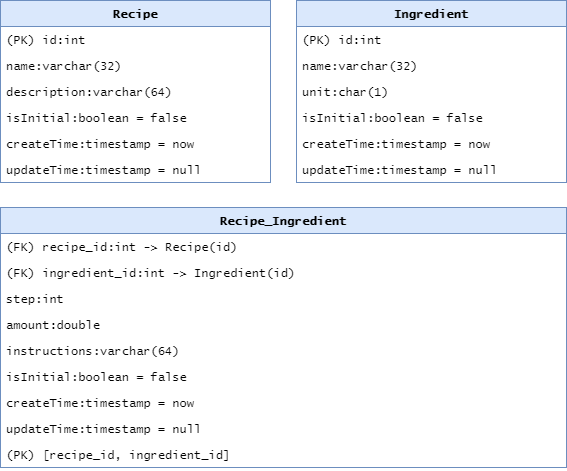 Recipe
(PK) id:int
name:varchar(32)
description:varchar(64)
isInitial:boolean = false
createTime:timestamp = now
updateTime:timestamp = null
Ingredient
(PK) id:int
name:varchar(32)
unit:char(1)
isInitial:boolean = false
createTime:timestamp = now
updateTime:timestamp = null
Recipe_Ingredient
(FK) recipe_id:int -> Recipe(id)
(FK) ingredient_id:int -> Ingredient(id)
step:int
amount:double
instructions:varchar(64)
isInitial:boolean = false
createTime:timestamp = now
updateTime:timestamp = null
(PK) [recipe_id, ingredient_id]